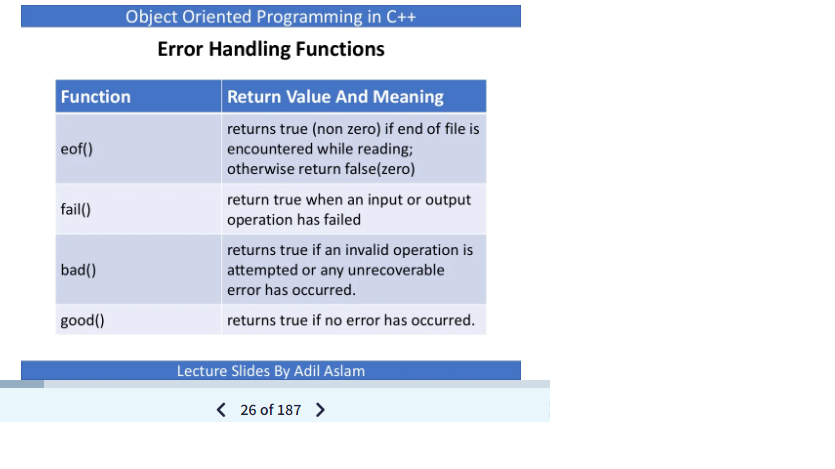 Object Oriented Programming in C++
Error Handling Functions
Function
Return Value And Meaning
eof()
returns true (non zero) if end of file is
encountered while reading;
otherwise return false(zero)
fail()
return true when an input or output
operation has failed
bad()
returns true if an invalid operation is
attempted or any unrecoverable
error has occurred.
good()
returns true if no error has occurred.
Lecture Slides By Adil Aslam
26 of 187